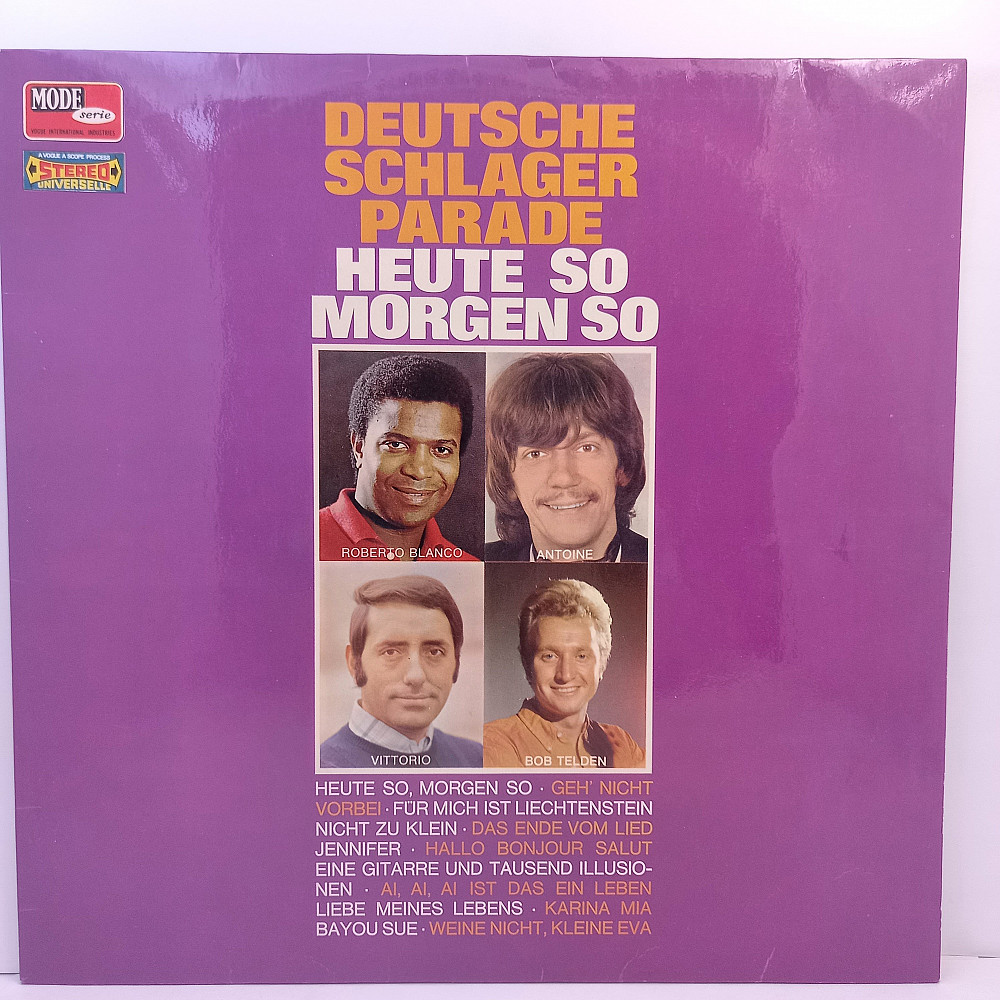 MODE
serie
VOGUE INTERNATIONAL INDUSTRIES
A VOGUE A SCOPE PROCESS
STEREO
UNIVERSELLE
DEUTSCHE
SCHLAGER
PARADE
HEUTE SO
MORGEN SO
ROBERTO BLANCO
ANTOINE
VITTORIO
BOB TELDEN
HEUTE SO, MORGEN SO · GEH' NICHT
VORBEI · FÜR MICH IST LIECHTENSTEIN
NICHT ZU KLEIN · DAS ENDE VOM LIED
JENNIFER · HALLO BONJOUR SALUT
EINE GITARRE UND TAUSEND ILLUSIO-
NEN · AI, AI, AI IST DAS EIN LEBEN
LIEBE MEINES LEBENS · KARINA MIA
BAYOU SUE · WEINE NICHT, KLEINE EVA